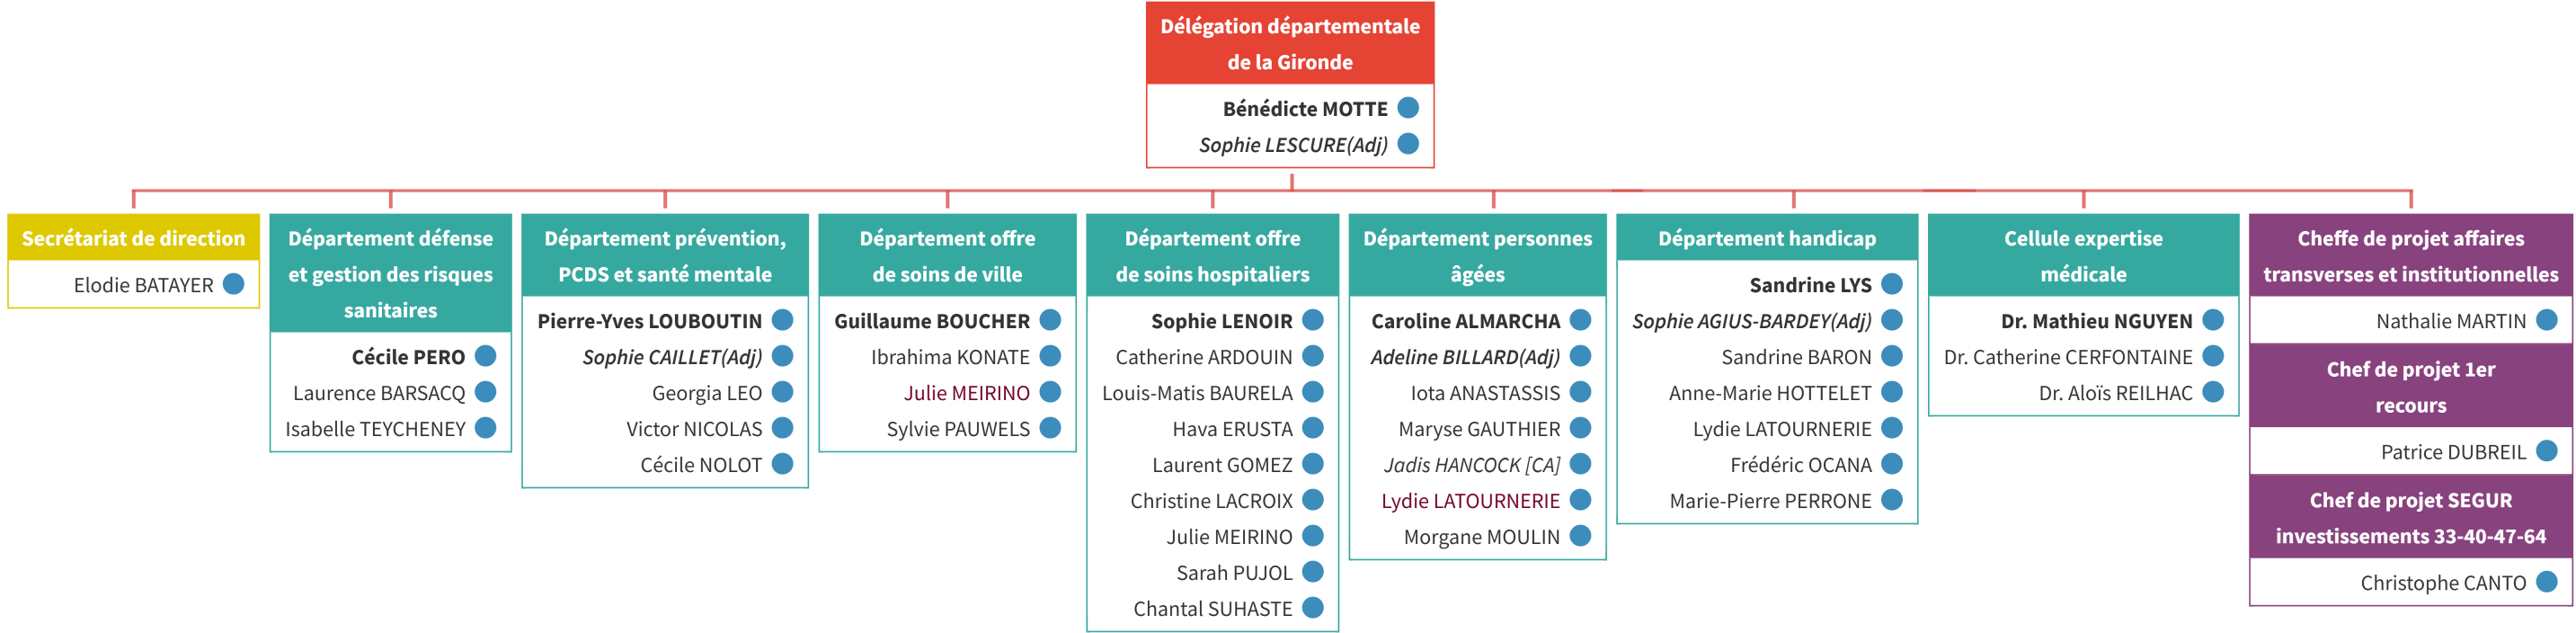 Délégation départementale
de la Gironde
Bénédicte MOTTE
Sophie LESCURE(Adj)
Secrétariat de direction
Elodie BATAYER
Département défense
et gestion des risques
sanitaires
Cécile PERO
Laurence BARSACQ
Isabelle TEYCHENEY
Département prévention,
PCDS et santé mentale
Pierre-Yves LOUBOUTIN
Sophie CAILLET(Adj)
Georgia LEO
Victor NICOLAS
Cécile NOLOT
Département offre
de soins de ville
Guillaume BOUCHER
Ibrahima KONATE
Julie MEIRINO
Sylvie PAUWELS
Département offre
de soins hospitaliers
Sophie LENOIR
Catherine ARDOUIN
Louis-Matis BAURELA
Hava ERUSTA
Laurent GOMEZ
Christine LACROIX
Julie MEIRINO
Sarah PUJOL
Chantal SUHASTE
Département personnes
âgées
Caroline ALMARCHA
Adeline BILLARD(Adj)
Iota ANASTASSIS
Maryse GAUTHIER
Jadis HANCOCK [CA]
Lydie LATOURNERIE
Morgane MOULIN
Département handicap
Sandrine LYS
Sophie AGIUS-BARDEY(Adj)
Sandrine BARON
Anne-Marie HOTTELET
Lydie LATOURNERIE
Frédéric OCANA
Marie-Pierre PERRONE
Cellule expertise
médicale
Dr. Mathieu NGUYEN
Dr. Catherine CERFONTAINE
Dr. Aloïs REILHAC
Cheffe de projet affaires
transverses et institutionnelles
Nathalie MARTIN
Chef de projet 1er
recours
Patrice DUBREIL
Chef de projet SEGUR
investissements 33-40-47-64
Christophe CANTO